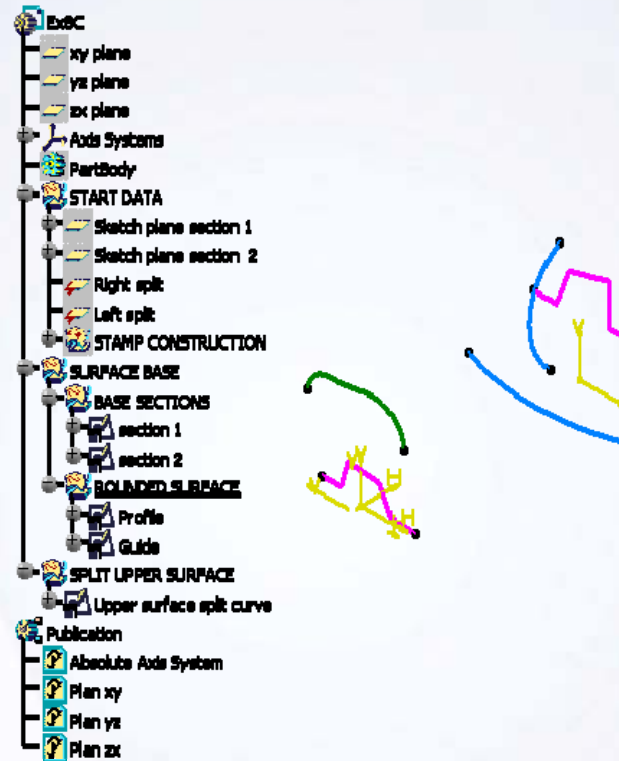 Ex8C
xy plane
yz plane
zx plane
Axis Systems
PartBody
START DATA
Sketch plane section 1
Sketch plane section 2
Right split
Left split
STAMP CONSTRUCTION
SURFACE BASE
BASE SECTIONS
section 1
section 2
ROUNDED SURFACE
Profile
Guide
SPLIT UPPER SURFACE
Upper surface split curve
Publication
Absolute Axis System
Plan xy
Plan yz
Plan zx
V
V
H
V
H